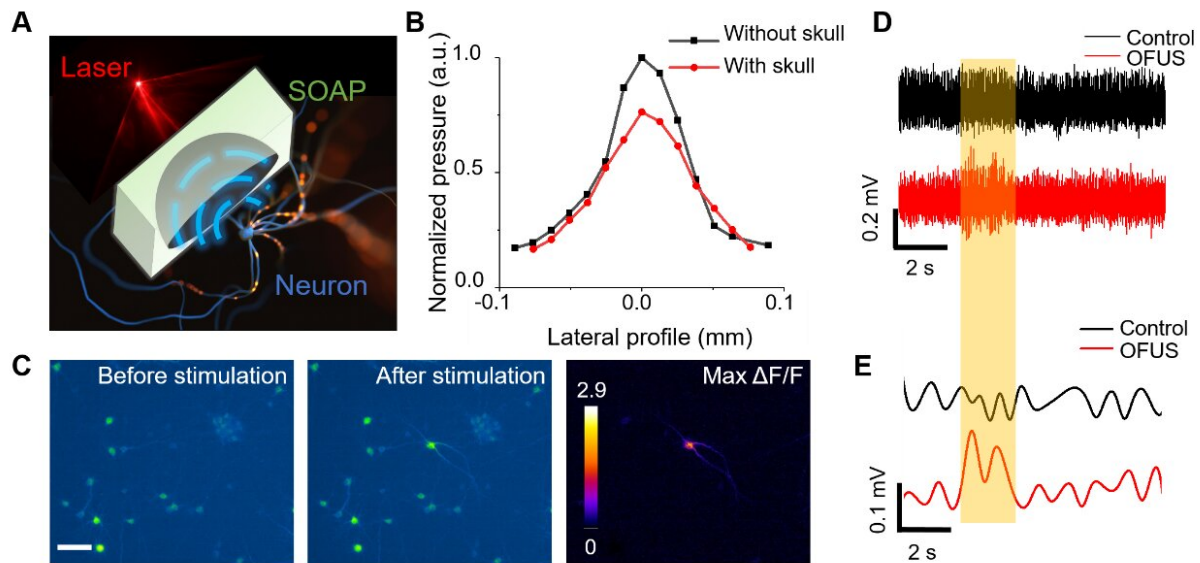 A
Laser
SOAP
Neuron
B
Normalized pressure (a.u.)
1.0
0.5
0.0
-0.1
0.0
0.1
Lateral profile (mm)
Without skull
With skull
C
Before stimulation
After stimulation
Max ΔF/F
2.9
0
D
Control
OFUS
0.2 mV
2 s
E
Control
OFUS
0.1 mV
2 s